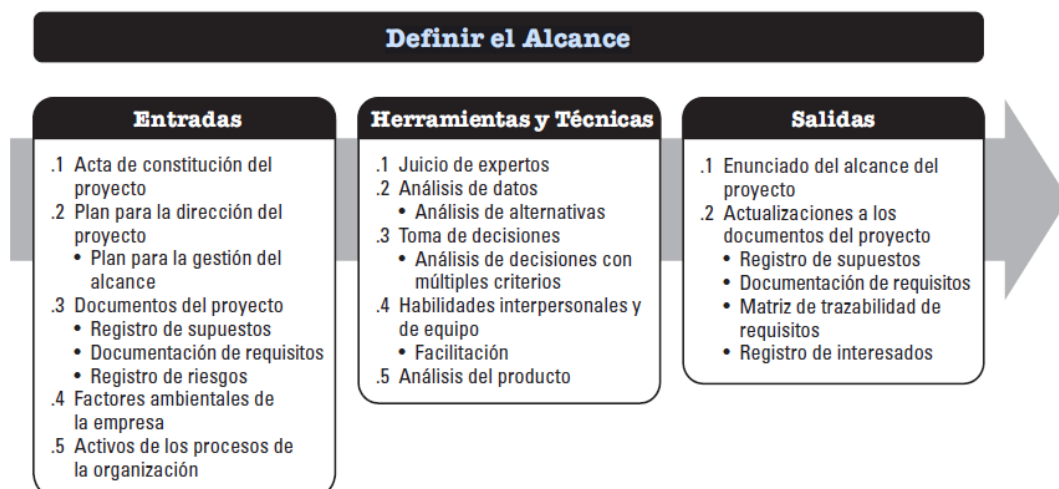 Definir el Alcance
Entradas
.1 Acta de constitución del
proyecto
.2 Plan para la dirección del
proyecto
• Plan para la gestión del
alcance
.3 Documentos del proyecto
• Registro de supuestos
• Documentación de requisitos
• Registro de riesgos
.4 Factores ambientales de
la empresa
.5 Activos de los procesos de
la organización
Herramientas y Técnicas
.1 Juicio de expertos
.2 Análisis de datos
• Análisis de alternativas
.3 Toma de decisiones
• Análisis de decisiones con
múltiples criterios
.4 Habilidades interpersonales y
de equipo
• Facilitación
.5 Análisis del producto
Salidas
.1 Enunciado del alcance del
proyecto
.2 Actualizaciones a los
documentos del proyecto
• Registro de supuestos
• Documentación de requisitos
• Matriz de trazabilidad de
requisitos
• Registro de interesados